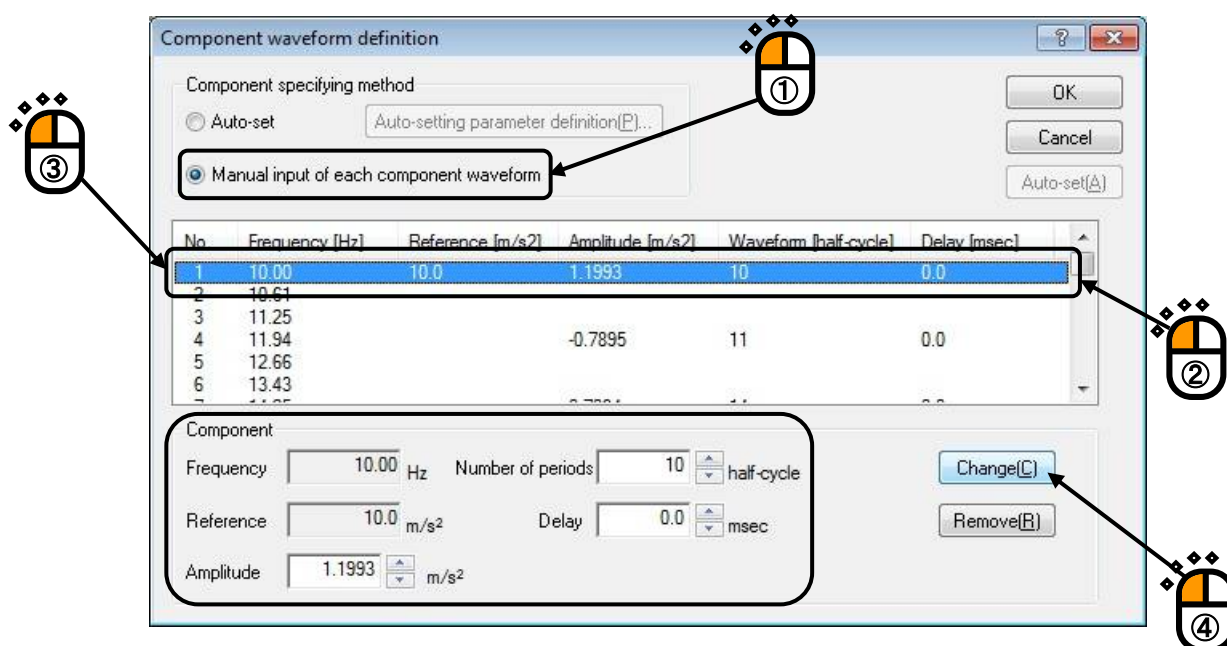 Component waveform definition
①
Component specifying method
OK
Auto-set Auto-setting parameter definition(P)...
Cancel
③
Manual input of each component waveform
Auto-set(A)
No. Frequency [Hz] Reference [m/s2] Amplitude [m/s2] Waveform [half-cycle] Delay [msec]
1 10.00 10.0 1.1993 10 0.0
2 10.61
3 11.25
4 11.94 -0.7895 11 0.0
5 12.66
6 13.43
②
Component
Frequency 10.00 Hz Number of periods 10 half-cycle Change(C)
Reference 10.0 m/s² Delay 0.0 msec Remove(R)
Amplitude 1.1993 m/s²
④